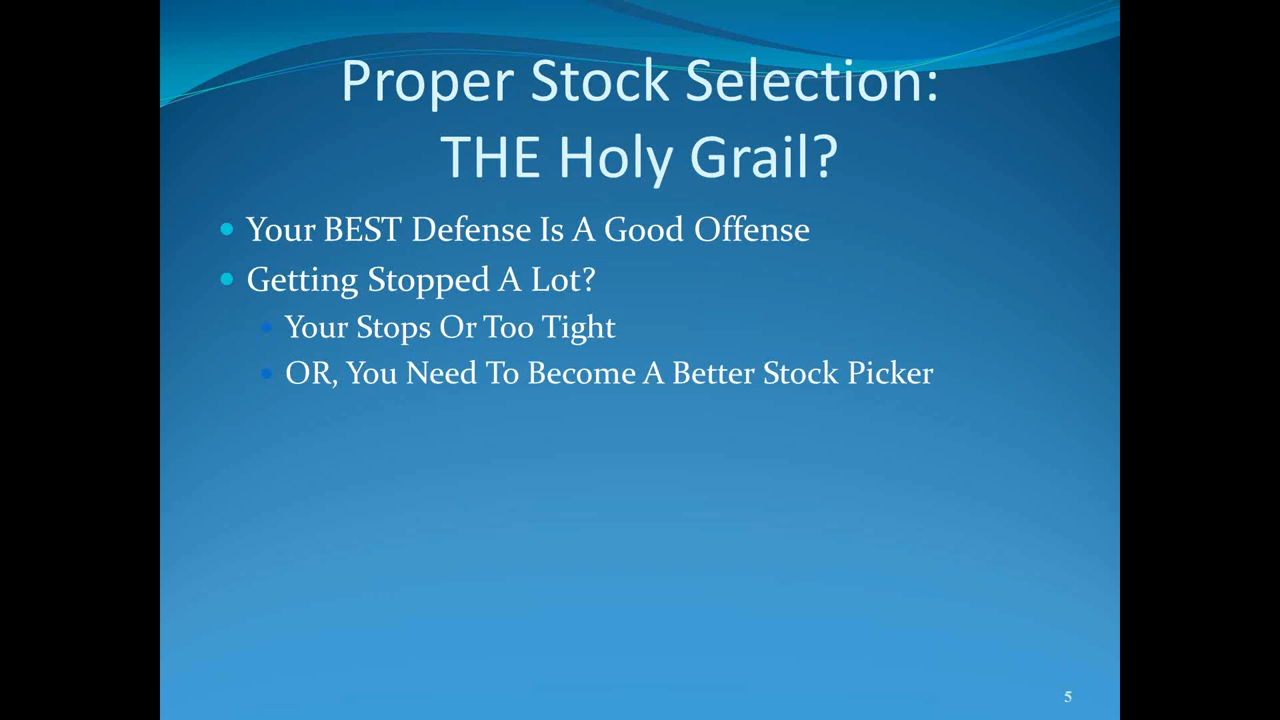 Proper Stock Selection:
THE Holy Grail?
Your BEST Defense Is A Good Offense
Getting Stopped A Lot?
Your Stops Or Too Tight
OR, You Need To Become A Better Stock Picker
5